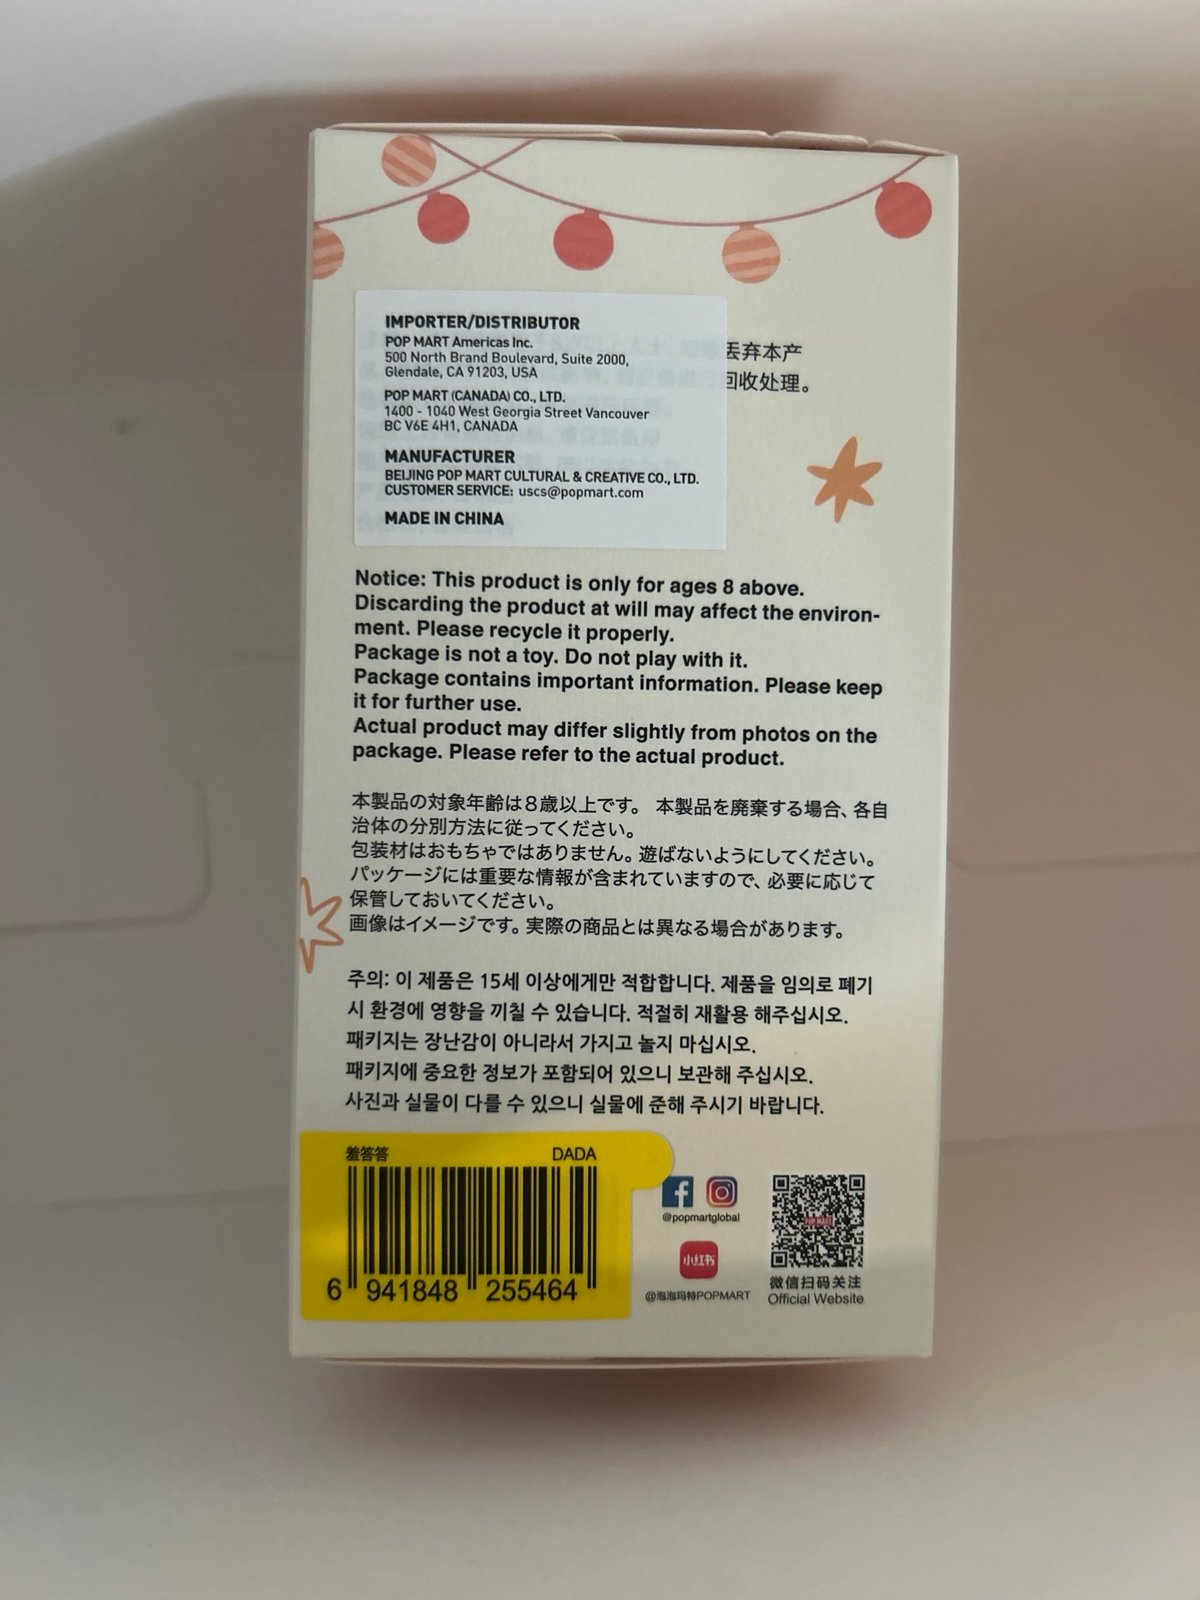 IMPORTER/DISTRIBUTOR
POP MART Americas Inc.
500 North Brand Boulevard, Suite 2000,
Glendale, CA 91203, USA
POP MART (CANADA) CO., LTD.
1400 - 1040 West Georgia Street Vancouver
BC V6E 4H1, CANADA
MANUFACTURER
BEIJING POP MART CULTURAL & CREATIVE CO., LTD.
CUSTOMER SERVICE: uscs@popmart.com
MADE IN CHINA
丢弃本产
回收处理。
Notice: This product is only for ages 8 above.
Discarding the product at will may affect the environ-
ment. Please recycle it properly.
Package is not a toy. Do not play with it.
Package contains important information. Please keep
it for further use.
Actual product may differ slightly from photos on the
package. Please refer to the actual product.
本製品の対象年齢は8歳以上です。 本製品を廃棄する場合、各自
治体の分別方法に従ってください。
包装材はおもちゃではありません。遊ばないようにしてください。
パッケージには重要な情報が含まれていますので、必要に応じて
保管しておいてください。
画像はイメージです。実際の商品とは異なる場合があります。
주의: 이 제품은 15세 이상에게만 적합합니다. 제품을 임의로 폐기
시 환경에 영향을 끼칠 수 있습니다. 적절히 재활용 해주십시오.
패키지는 장난감이 아니라서 가지고 놀지 마십시오.
패키지에 중요한 정보가 포함되어 있으니 보관해 주십시오.
사진과 실물이 다를 수 있으니 실물에 준해 주시기 바랍니다.
羞答答 DADA
6 941848 255464
@popmartglobal
小红书
@泡泡玛特POPMART
POP MART
微信扫码关注
Official Website